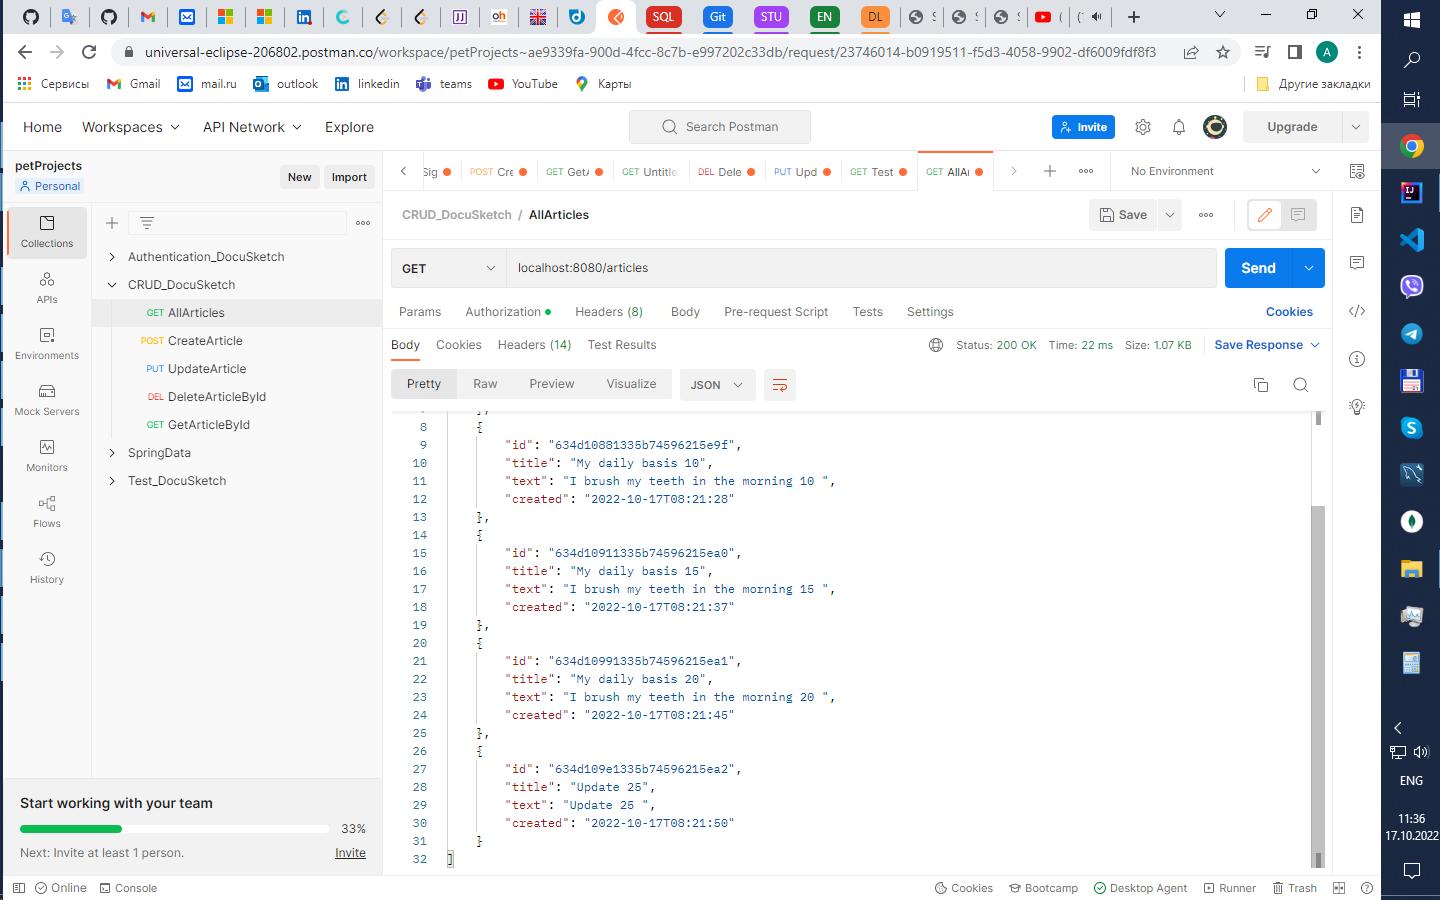 SQL
Git
STU
EN
DL
universal-eclipse-206802.postman.co/workspace/petProjects~ae9339fa-900d-4fcc-8c7b-e997202c33db/request/23746014-b0919511-f5d3-4058-9902-df6009fdf8f3
A
Сервисы
Gmail
mail.ru
outlook
linkedin
teams
YouTube
Карты
Другие закладки
Home
Workspaces
API Network
Explore
Search Postman
Invite
Upgrade
petProjects
Personal
New
Import
Sig
POST Cre
GET GetA
GET Untitle
DEL Dele
PUT Upd
GET Test
GET AllAr
No Environment
CRUD_DocuSketch / AllArticles
Save
GET
localhost:8080/articles
Send
Params
Authorization
Headers (8)
Body
Pre-request Script
Tests
Settings
Cookies
Body
Cookies
Headers (14)
Test Results
Status: 200 OK
Time: 22 ms
Size: 1.07 KB
Save Response
Pretty
Raw
Preview
Visualize
JSON
Collections
APIs
Environments
Mock Servers
Monitors
Flows
History
Authentication_DocuSketch
CRUD_DocuSketch
GET AllArticles
POST CreateArticle
PUT UpdateArticle
DEL DeleteArticleById
GET GetArticleById
SpringData
Test_DocuSketch
8 {
9 "id": "634d10881335b74596215e9f",
10 "title": "My daily basis 10",
11 "text": "I brush my teeth in the morning 10 ",
12 "created": "2022-10-17T08:21:28"
13 },
14 {
15 "id": "634d10911335b74596215ea0",
16 "title": "My daily basis 15",
17 "text": "I brush my teeth in the morning 15 ",
18 "created": "2022-10-17T08:21:37"
19 },
20 {
21 "id": "634d10991335b74596215ea1",
22 "title": "My daily basis 20",
23 "text": "I brush my teeth in the morning 20 ",
24 "created": "2022-10-17T08:21:45"
25 },
26 {
27 "id": "634d109e1335b74596215ea2",
28 "title": "Update 25",
29 "text": "Update 25 ",
30 "created": "2022-10-17T08:21:50"
31 }
32 ]
Start working with your team
33%
Next: Invite at least 1 person.
Invite
Online
Console
Cookies
Bootcamp
Desktop Agent
Runner
Trash
ENG
11:36
17.10.2022